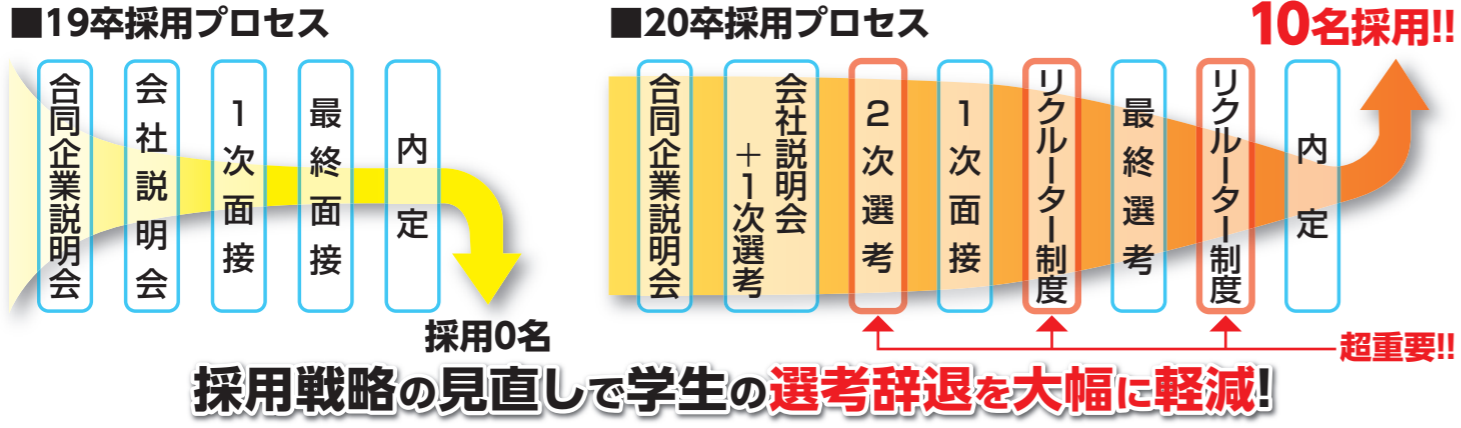 ■19卒採用プロセス
合同企業説明会
会社説明会
1次面接
最終面接
内定
採用0名
■20卒採用プロセス
10名採用!!
合同企業説明会
会社説明会
+1次選考
2次選考
1次面接
リクルーター制度
最終選考
リクルーター制度
内定
超重要!!
採用戦略の見直しで学生の選考辞退を大幅に軽減!